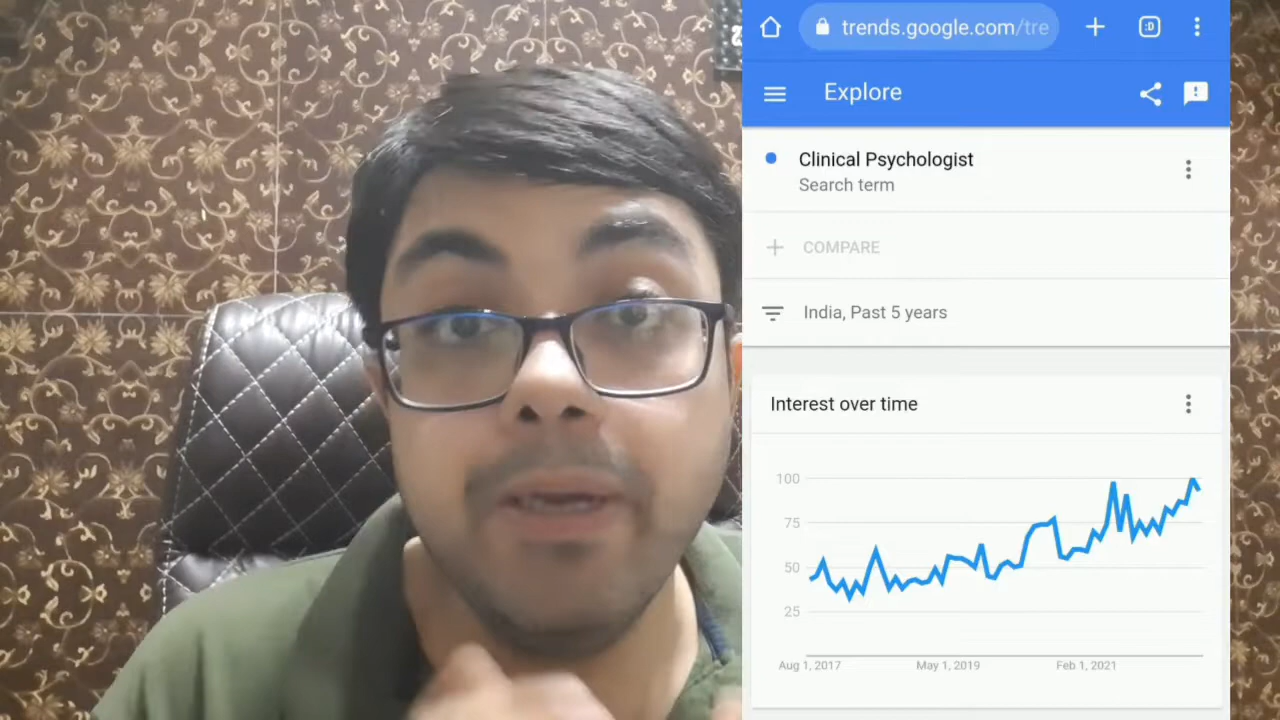 trends.google.com/tre
:D
Explore
Clinical Psychologist
Search term
COMPARE
India, Past 5 years
Interest over time
100
75
50
25
Aug 1, 2017 May 1, 2019 Feb 1, 2021